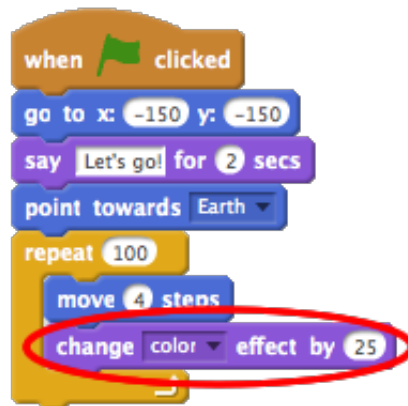 when clicked
go to x: -150 y: -150
say Let's go! for 2 secs
point towards Earth
repeat 100
move 4 steps
change color effect by 25